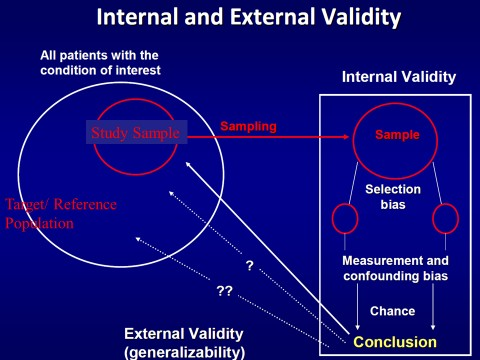 Internal and External Validity
All patients with the
condition of interest
Internal Validity
Study Sample
Sampling
Sample
Selection
bias
Target/ Reference
Population
Measurement and
confounding bias
?
??
Chance
External Validity
(generalizability)
Conclusion